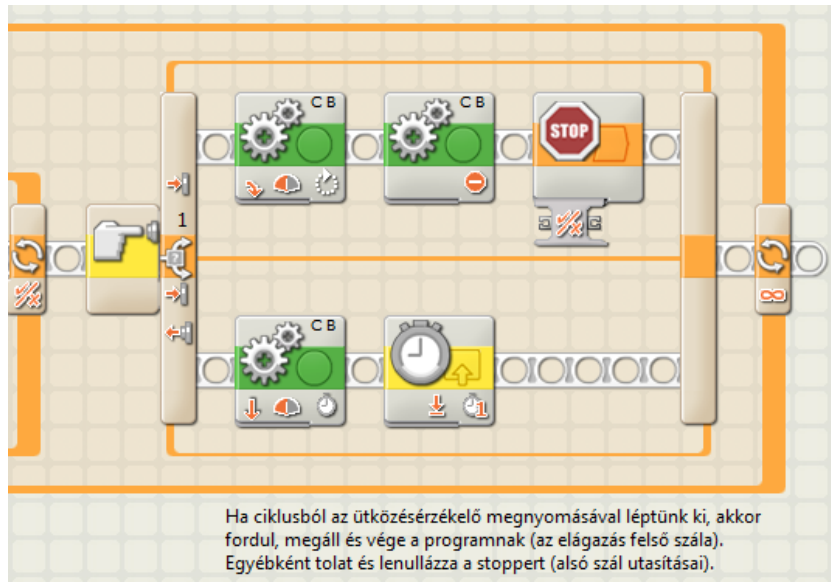 C B
C B
STOP
1
C B
1
Ha ciklusból az ütközésérzékelő megnyomásával léptünk ki, akkor
fordul, megáll és vége a programnak (az elágazás felső szála).
Egyébként tolat és lenullázza a stoppert (alsó szál utasításai).